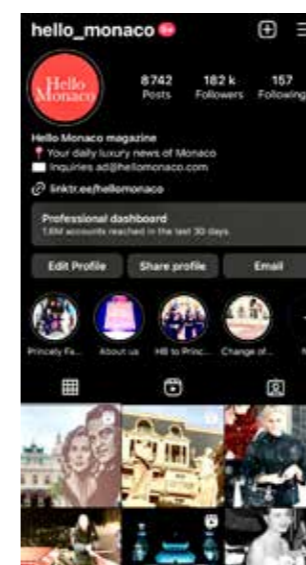 hello_monaco
Hello
Monaco
8742 182 k 157
Posts Followers Following
Hello Monaco magazine
Your daily luxury news of Monaco
Inquiries ad@hellomonaco.com
linktr.ee/hellomonaco
Professional dashboard
1.6M accounts reached in the last 30 days.
Edit Profile Share profile Email
Princely Fa... About us HB to Princ... Change of...